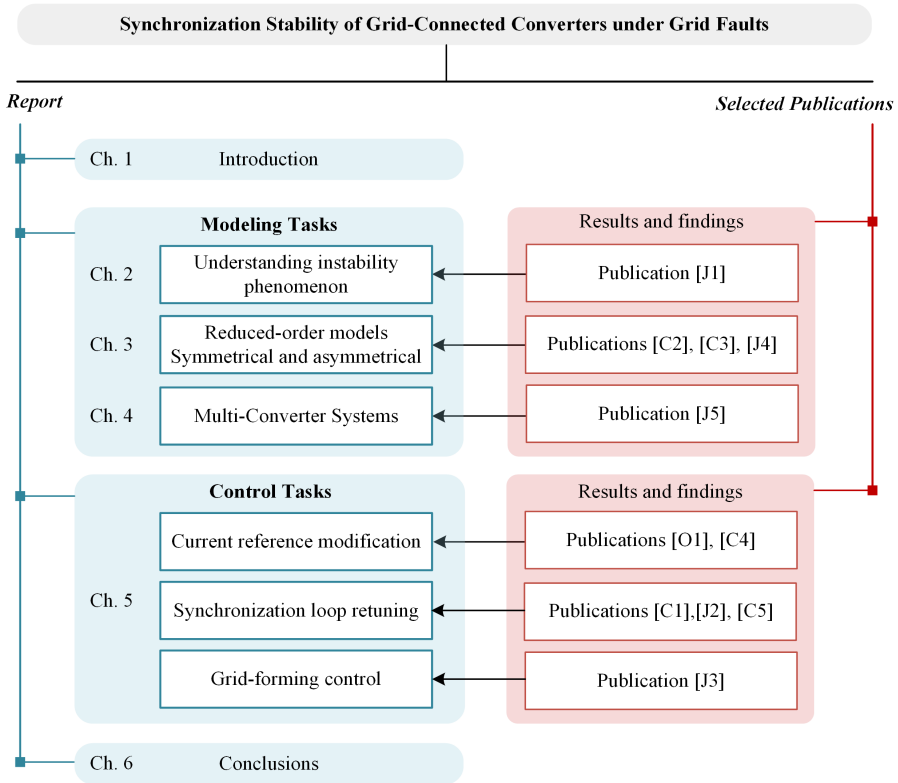 Synchronization Stability of Grid-Connected Converters under Grid Faults
Report
Selected Publications
Ch. 1
Introduction
Modeling Tasks
Results and findings
Ch. 2
Understanding instability
phenomenon
Publication [J1]
Ch. 3
Reduced-order models
Symmetrical and asymmetrical
Publications [C2], [C3], [J4]
Ch. 4
Multi-Converter Systems
Publication [J5]
Control Tasks
Results and findings
Ch. 5
Current reference modification
Publications [O1], [C4]
Synchronization loop retuning
Publications [C1],[J2], [C5]
Grid-forming control
Publication [J3]
Ch. 6
Conclusions